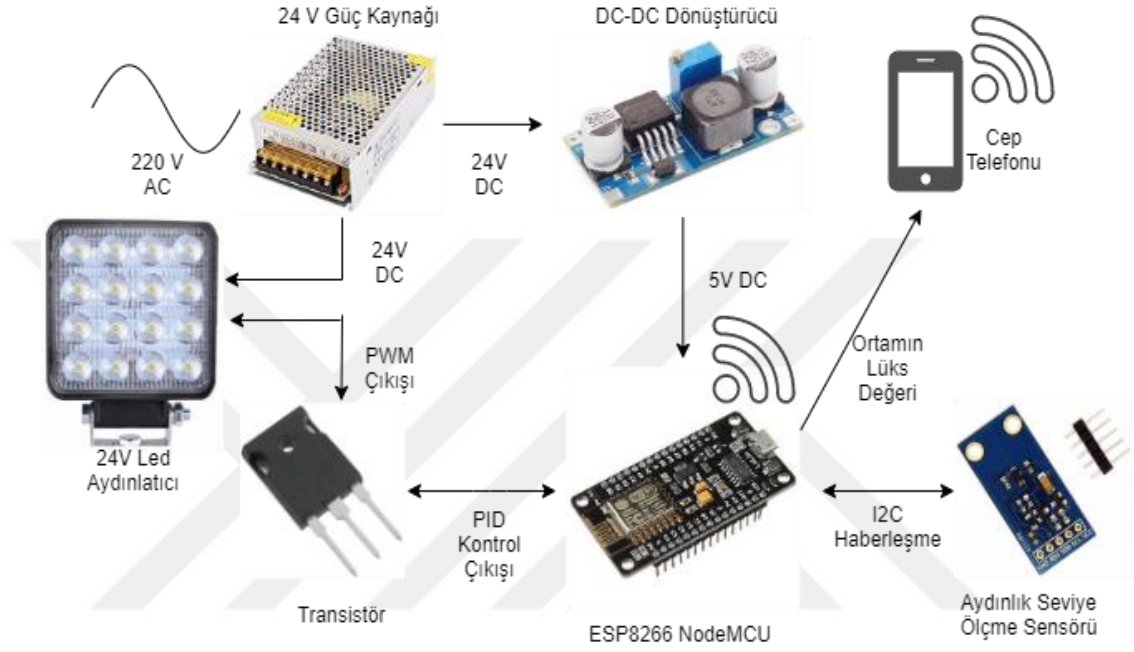 24 V Güç Kaynağı
DC-DC Dönüştürücü
220 V
AC
24V
DC
Cep
Telefonu
24V
DC
5V DC
PWM
Çıkışı
Ortamın
Lüks
Değeri
24V Led
Aydınlatıcı
PID
Kontrol
Çıkışı
I2C
Haberleşme
Transistör
ESP8266 NodeMCU
Aydınlık Seviye
Ölçme Sensörü